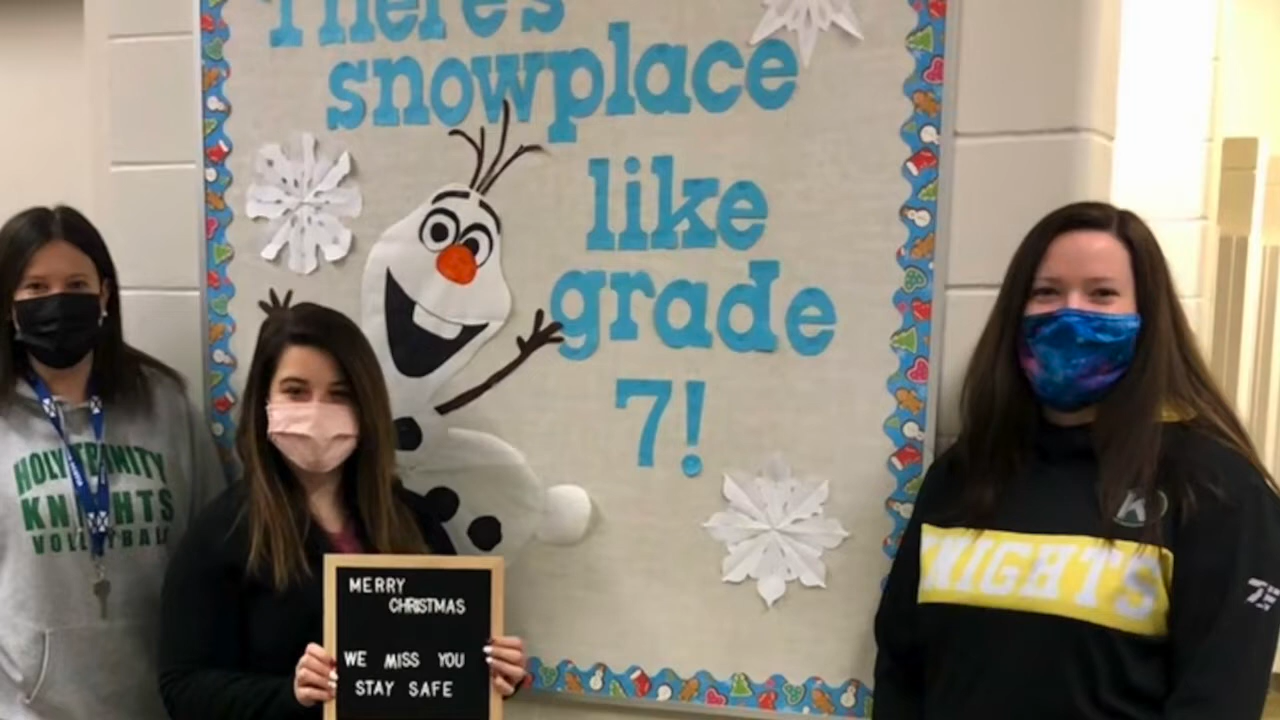 There's
snowplace
like
grade
7!
HOLY TRINITY
KNIGHTS
VOLLEYBALL
MERRY
CHRISTMAS
WE MISS YOU
STAY SAFE
K
KNIGHTS